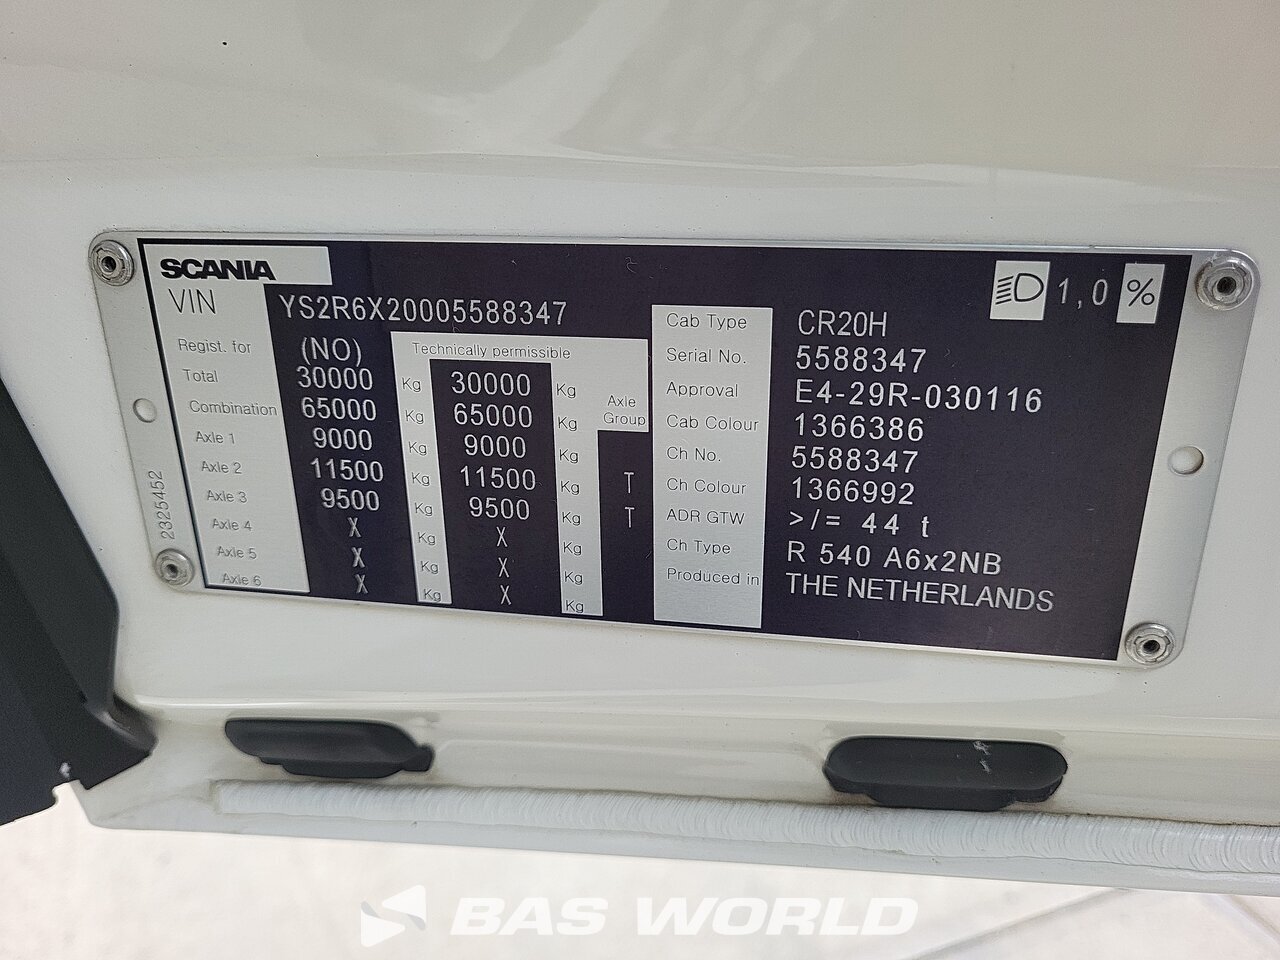 SCANIA
VIN YS2R6X20005588347
1,0 %
Regist. for (NO) Technically permissible
Total 30000 Kg 30000 Kg
Combination 65000 Kg 65000 Kg Axle Group
Axle 1 9000 Kg 9000 Kg
Axle 2 11500 Kg 11500 Kg T
Axle 3 9500 Kg 9500 Kg T
Axle 4 X Kg X Kg
Axle 5 X Kg X Kg
Axle 6 X Kg X Kg
Cab Type CR20H
Serial No. 5588347
Approval E4-29R-030116
Cab Colour 1366386
Ch No. 5588347
Ch Colour 1366992
ADR GTW >/= 44 t
Ch Type R 540 A6x2NB
Produced in THE NETHERLANDS
2325452
BAS WORLD